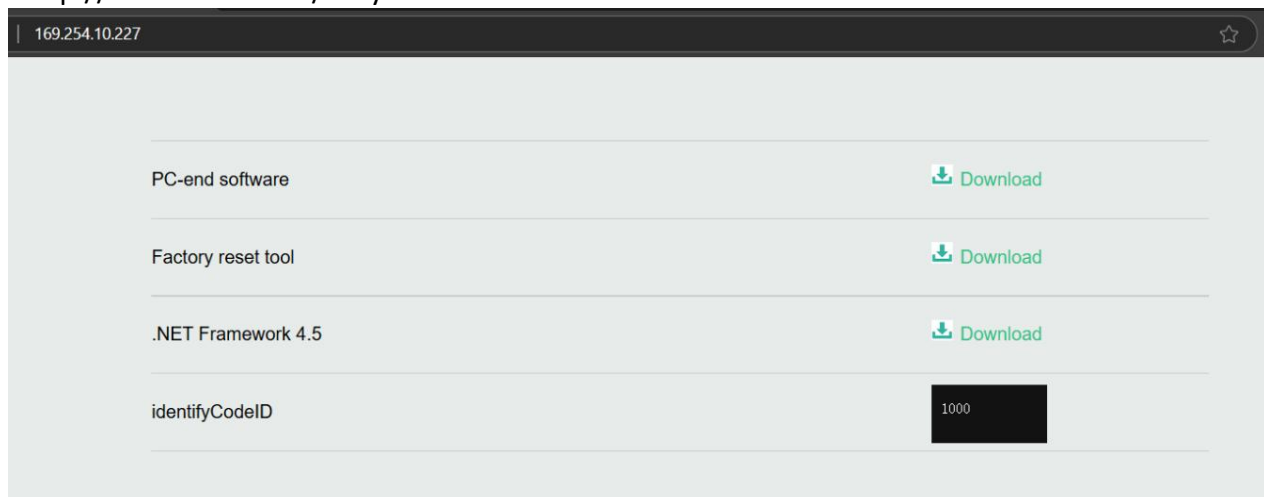 169.254.10.227
PC-end software Download
Factory reset tool Download
.NET Framework 4.5 Download
identifyCodeID 1000